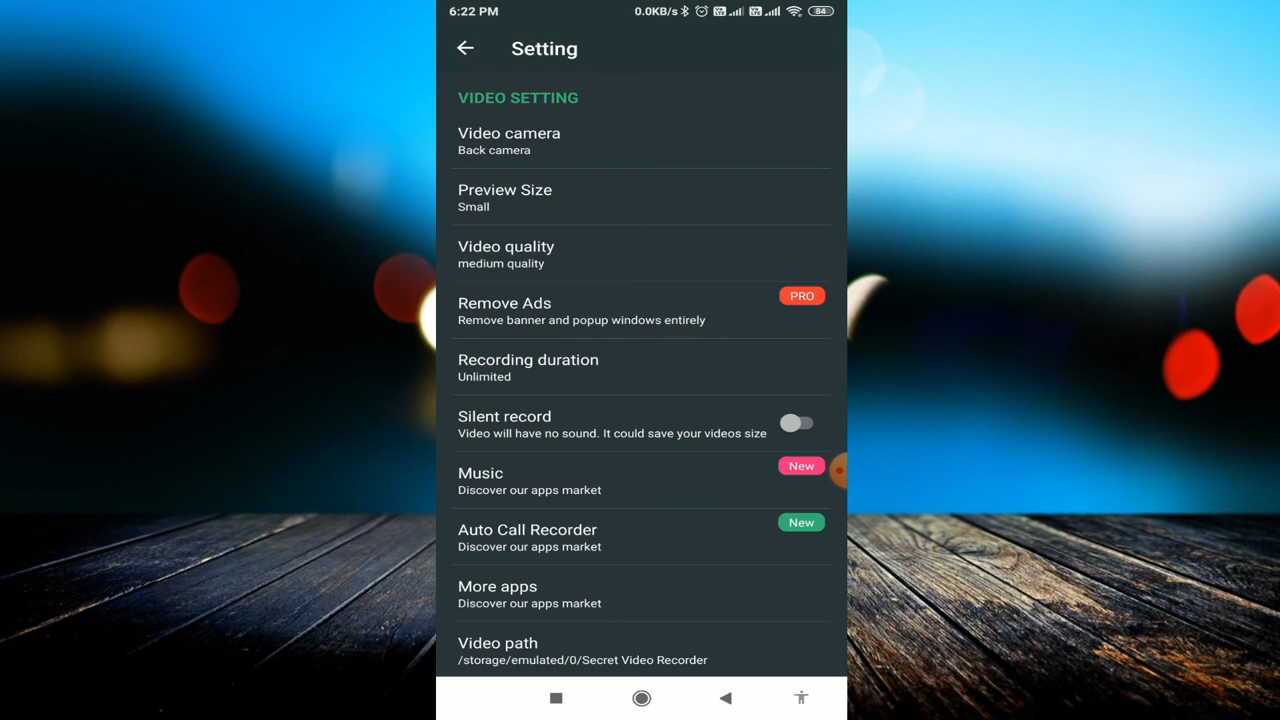 6:22 PM 0.0KB/s 84
Setting
VIDEO SETTING
Video camera
Back camera
Preview Size
Small
Video quality
medium quality
PRO
Remove Ads
Remove banner and popup windows entirely
Recording duration
Unlimited
Silent record
Video will have no sound. It could save your videos size
New
Music
Discover our apps market
New
Auto Call Recorder
Discover our apps market
More apps
Discover our apps market
Video path
/storage/emulated/0/Secret Video Recorder